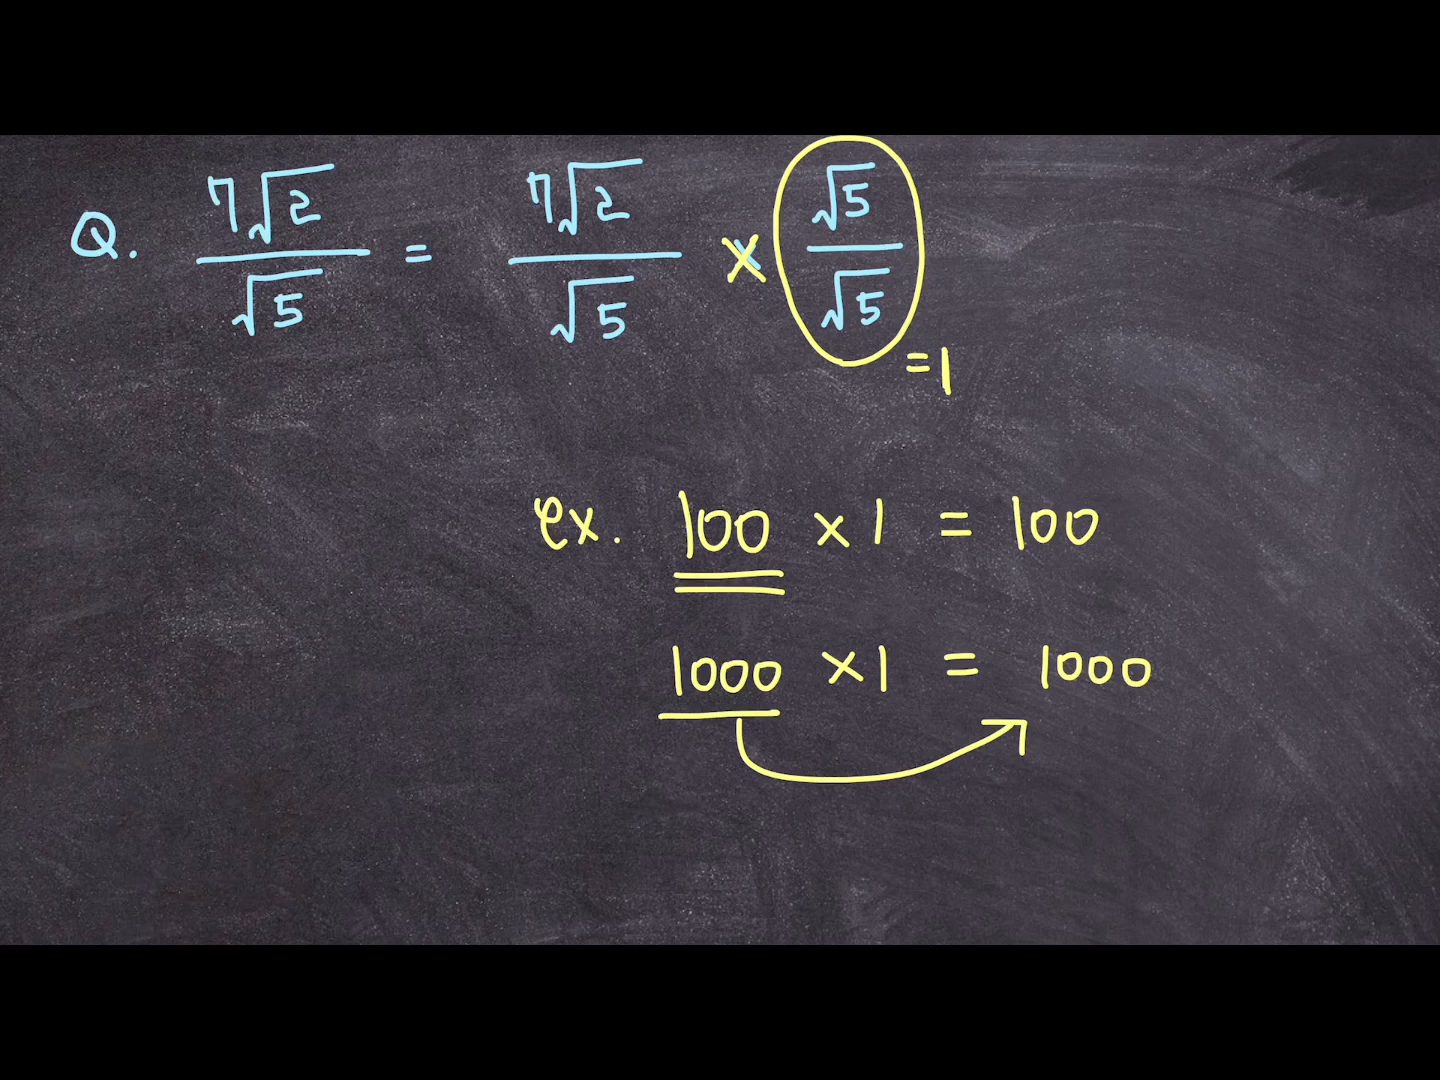 Q. 7√2/√5 = 7√2/√5 × √5/√5
=1
ex. 100 × 1 = 100
1000 × 1 = 1000